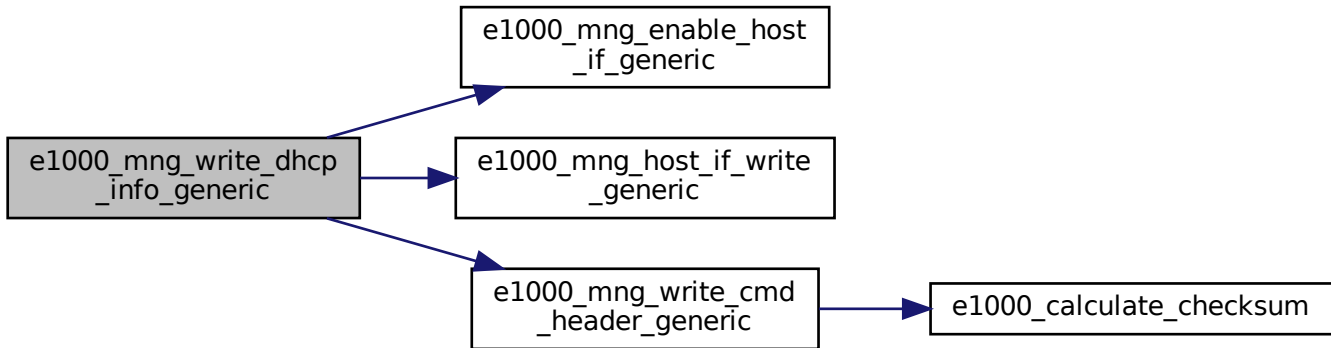 e1000_mng_enable_host
_if_generic
e1000_mng_write_dhcp
_info_generic
e1000_mng_host_if_write
_generic
e1000_mng_write_cmd
_header_generic
e1000_calculate_checksum